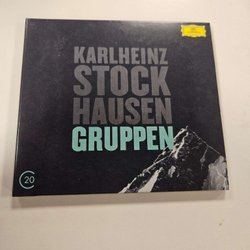 KARLHEINZ
STOCK
HAUSEN
GRUPPEN
20